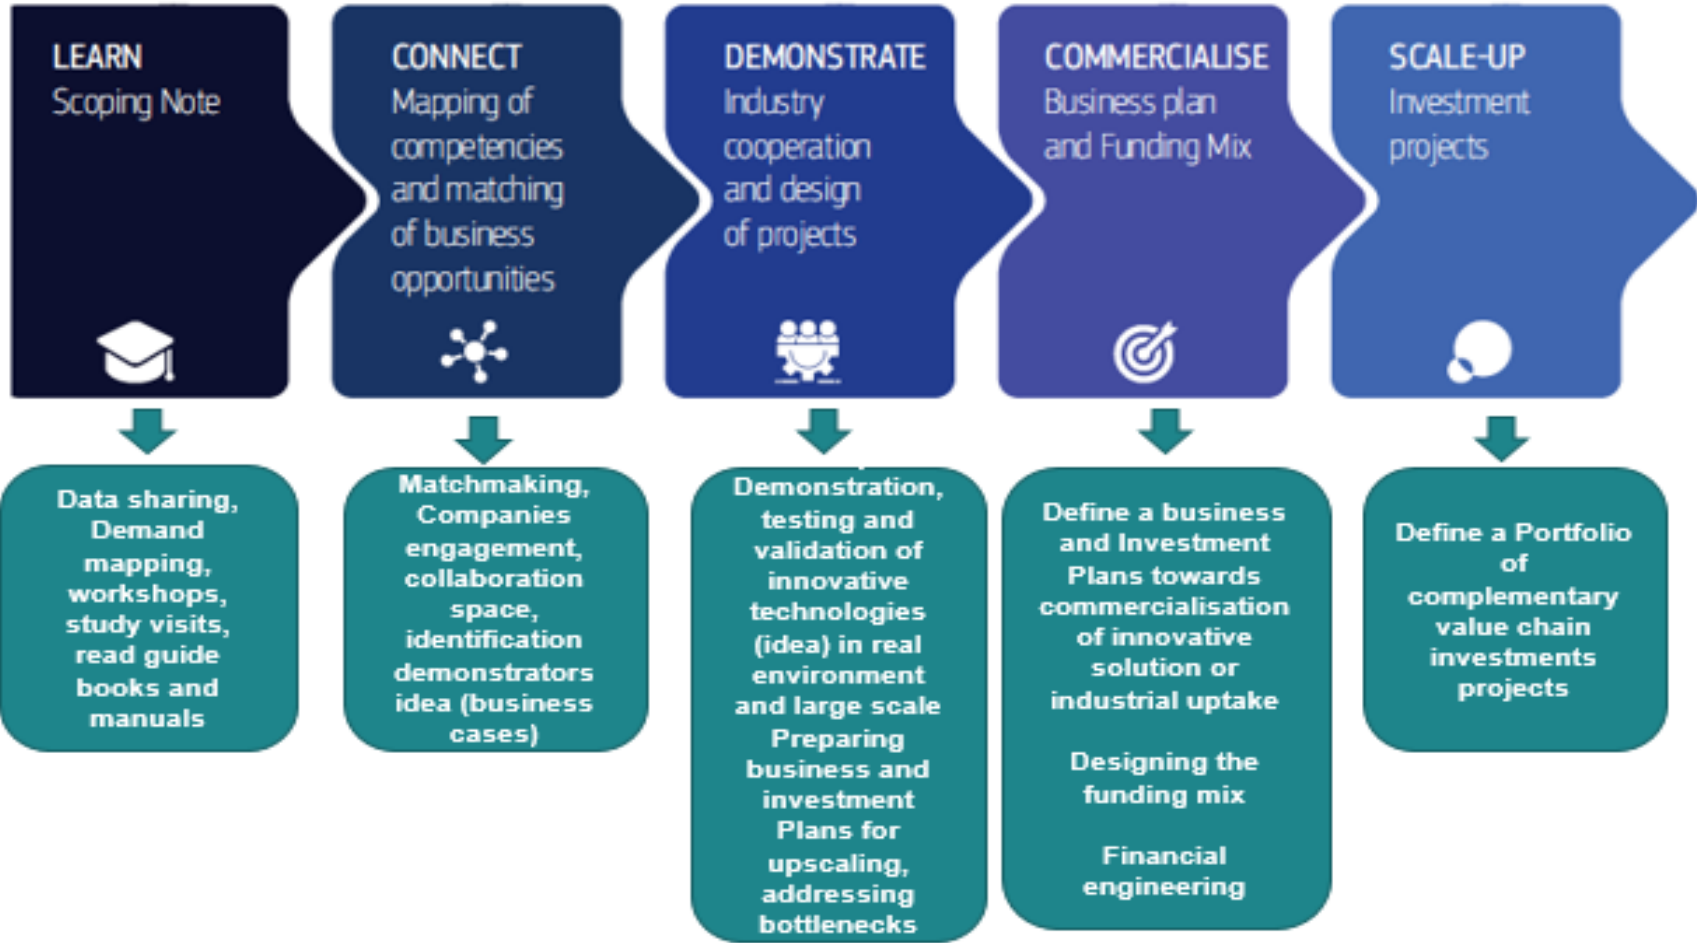 LEARN
Scoping Note
CONNECT
Mapping of
competencies
and matching
of business
opportunities
DEMONSTRATE
Industry
cooperation
and design
of projects
COMMERCIALISE
Business plan
and Funding Mix
SCALE-UP
Investment
projects
Data sharing,
Demand
mapping,
workshops,
study visits,
read guide
books and
manuals
Matchmaking,
Companies
engagement,
collaboration
space,
identification
demonstrators
idea (business
cases)
Demonstration,
testing and
validation of
innovative
technologies
(idea) in real
environment
and large scale
Preparing
business and
investment
Plans for
upscaling,
addressing
bottlenecks
Define a business
and Investment
Plans towards
commercialisation
of innovative
solution or
industrial uptake
Designing the
funding mix
Financial
engineering
Define a Portfolio
of
complementary
value chain
investments
projects